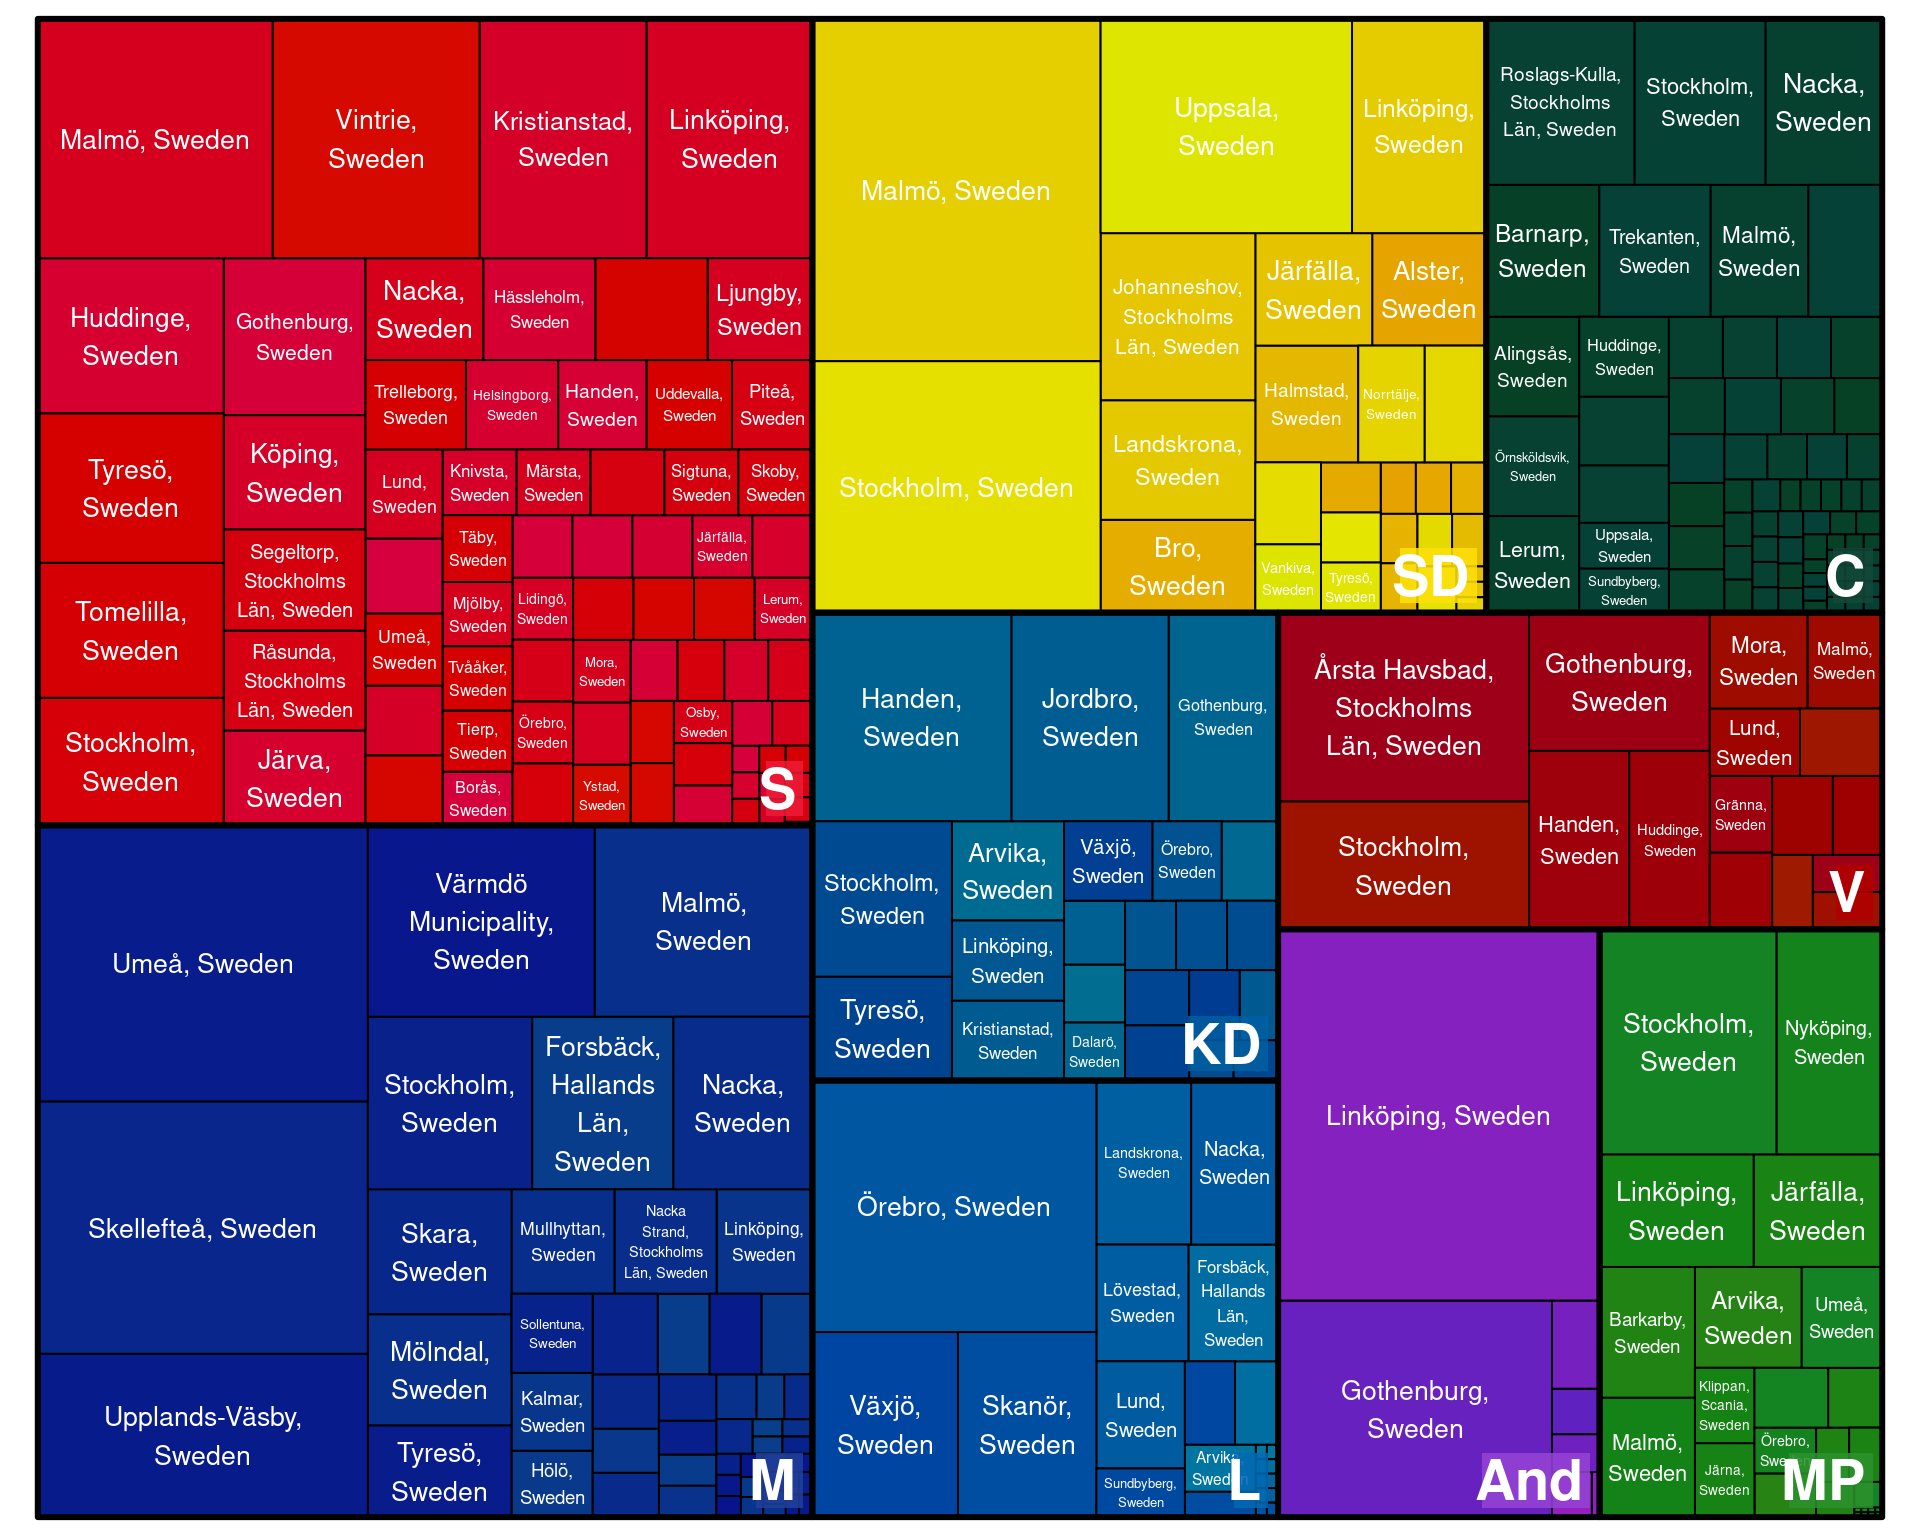 Malmö, Sweden
Vintrie,
Sweden
Kristianstad,
Sweden
Linköping,
Sweden
Huddinge,
Sweden
Gothenburg,
Sweden
Nacka,
Sweden
Hässleholm,
Sweden
Ljungby,
Sweden
Trelleborg,
Sweden
Helsingborg,
Sweden
Handen,
Sweden
Uddevalla,
Sweden
Piteå,
Sweden
Tyresö,
Sweden
Köping,
Sweden
Lund,
Sweden
Knivsta,
Sweden
Märsta,
Sweden
Sigtuna,
Sweden
Skoby,
Sweden
Segeltorp,
Stockholms
Län, Sweden
Täby,
Sweden
Järfälla,
Sweden
Tomelilla,
Sweden
Mjölby,
Sweden
Lidingö,
Sweden
Lerum,
Sweden
Råsunda,
Stockholms
Län, Sweden
Umeå,
Sweden
Tvååker,
Sweden
Mora,
Sweden
Stockholm,
Sweden
Järva,
Sweden
Tierp,
Sweden
Örebro,
Sweden
Osby,
Sweden
Borås,
Sweden
Ystad,
Sweden
S
Malmö, Sweden
Stockholm, Sweden
Uppsala,
Sweden
Linköping,
Sweden
Johanneshov,
Stockholms
Län, Sweden
Järfälla,
Sweden
Alster,
Sweden
Halmstad,
Sweden
Norrtälje,
Sweden
Landskrona,
Sweden
Bro,
Sweden
Vankiva,
Sweden
Tyresö,
Sweden
SD
Roslags-Kulla,
Stockholms
Län, Sweden
Stockholm,
Sweden
Nacka,
Sweden
Barnarp,
Sweden
Trekanten,
Sweden
Malmö,
Sweden
Alingsås,
Sweden
Huddinge,
Sweden
Örnsköldsvik,
Sweden
Lerum,
Sweden
Uppsala,
Sweden
Sundbyberg,
Sweden
C
Umeå, Sweden
Skellefteå, Sweden
Upplands-Väsby,
Sweden
Värmdö
Municipality,
Sweden
Malmö,
Sweden
Stockholm,
Sweden
Forsbäck,
Hallands
Län,
Sweden
Nacka,
Sweden
Skara,
Sweden
Mullhyttan,
Sweden
Nacka
Strand,
Stockholms
Län, Sweden
Linköping,
Sweden
Mölndal,
Sweden
Sollentuna,
Sweden
Kalmar,
Sweden
Tyresö,
Sweden
Hölö,
Sweden
M
Handen,
Sweden
Jordbro,
Sweden
Gothenburg,
Sweden
Stockholm,
Sweden
Arvika,
Sweden
Växjö,
Sweden
Örebro,
Sweden
Linköping,
Sweden
Tyresö,
Sweden
Kristianstad,
Sweden
Dalarö,
Sweden
KD
Örebro, Sweden
Landskrona,
Sweden
Nacka,
Sweden
Lövestad,
Sweden
Forsbäck,
Hallands
Län,
Sweden
Växjö,
Sweden
Skanör,
Sweden
Lund,
Sweden
Arvika,
Sweden
Sundbyberg,
Sweden
L
Årsta Havsbad,
Stockholms
Län, Sweden
Stockholm,
Sweden
Gothenburg,
Sweden
Mora,
Sweden
Malmö,
Sweden
Lund,
Sweden
Handen,
Sweden
Huddinge,
Sweden
Gränna,
Sweden
V
Linköping, Sweden
Gothenburg,
Sweden
And
Stockholm,
Sweden
Nyköping,
Sweden
Linköping,
Sweden
Järfälla,
Sweden
Barkarby,
Sweden
Arvika,
Sweden
Umeå,
Sweden
Klippan,
Scania,
Sweden
Malmö,
Sweden
Järna,
Sweden
Örebro,
Sweden
MP